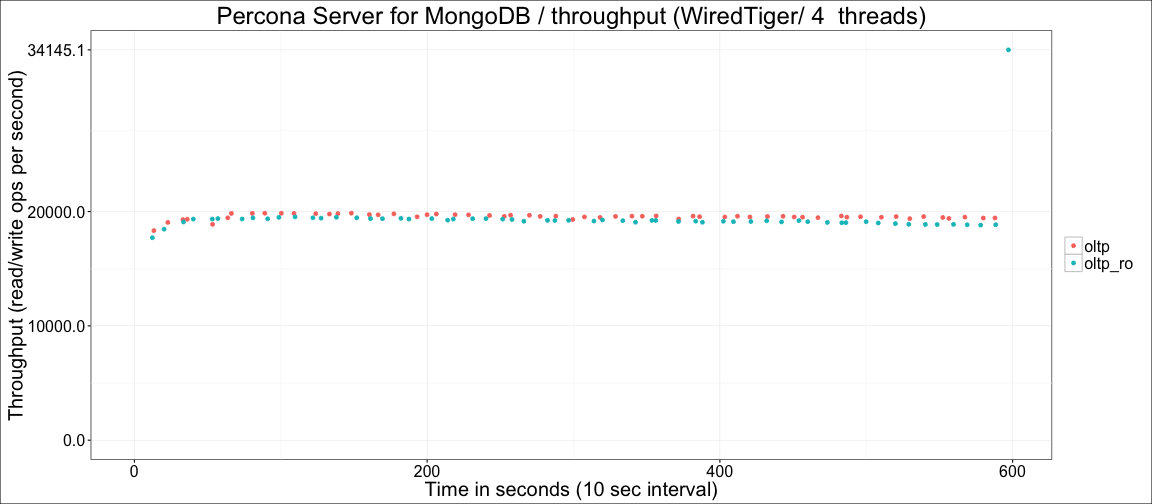 Percona Server for MongoDB / throughput (WiredTiger/ 4  threads)
Throughput (read/write ops per second)
34145.1
20000.0
10000.0
0.0
0 200 400 600
Time in seconds (10 sec interval)
oltp
oltp_ro